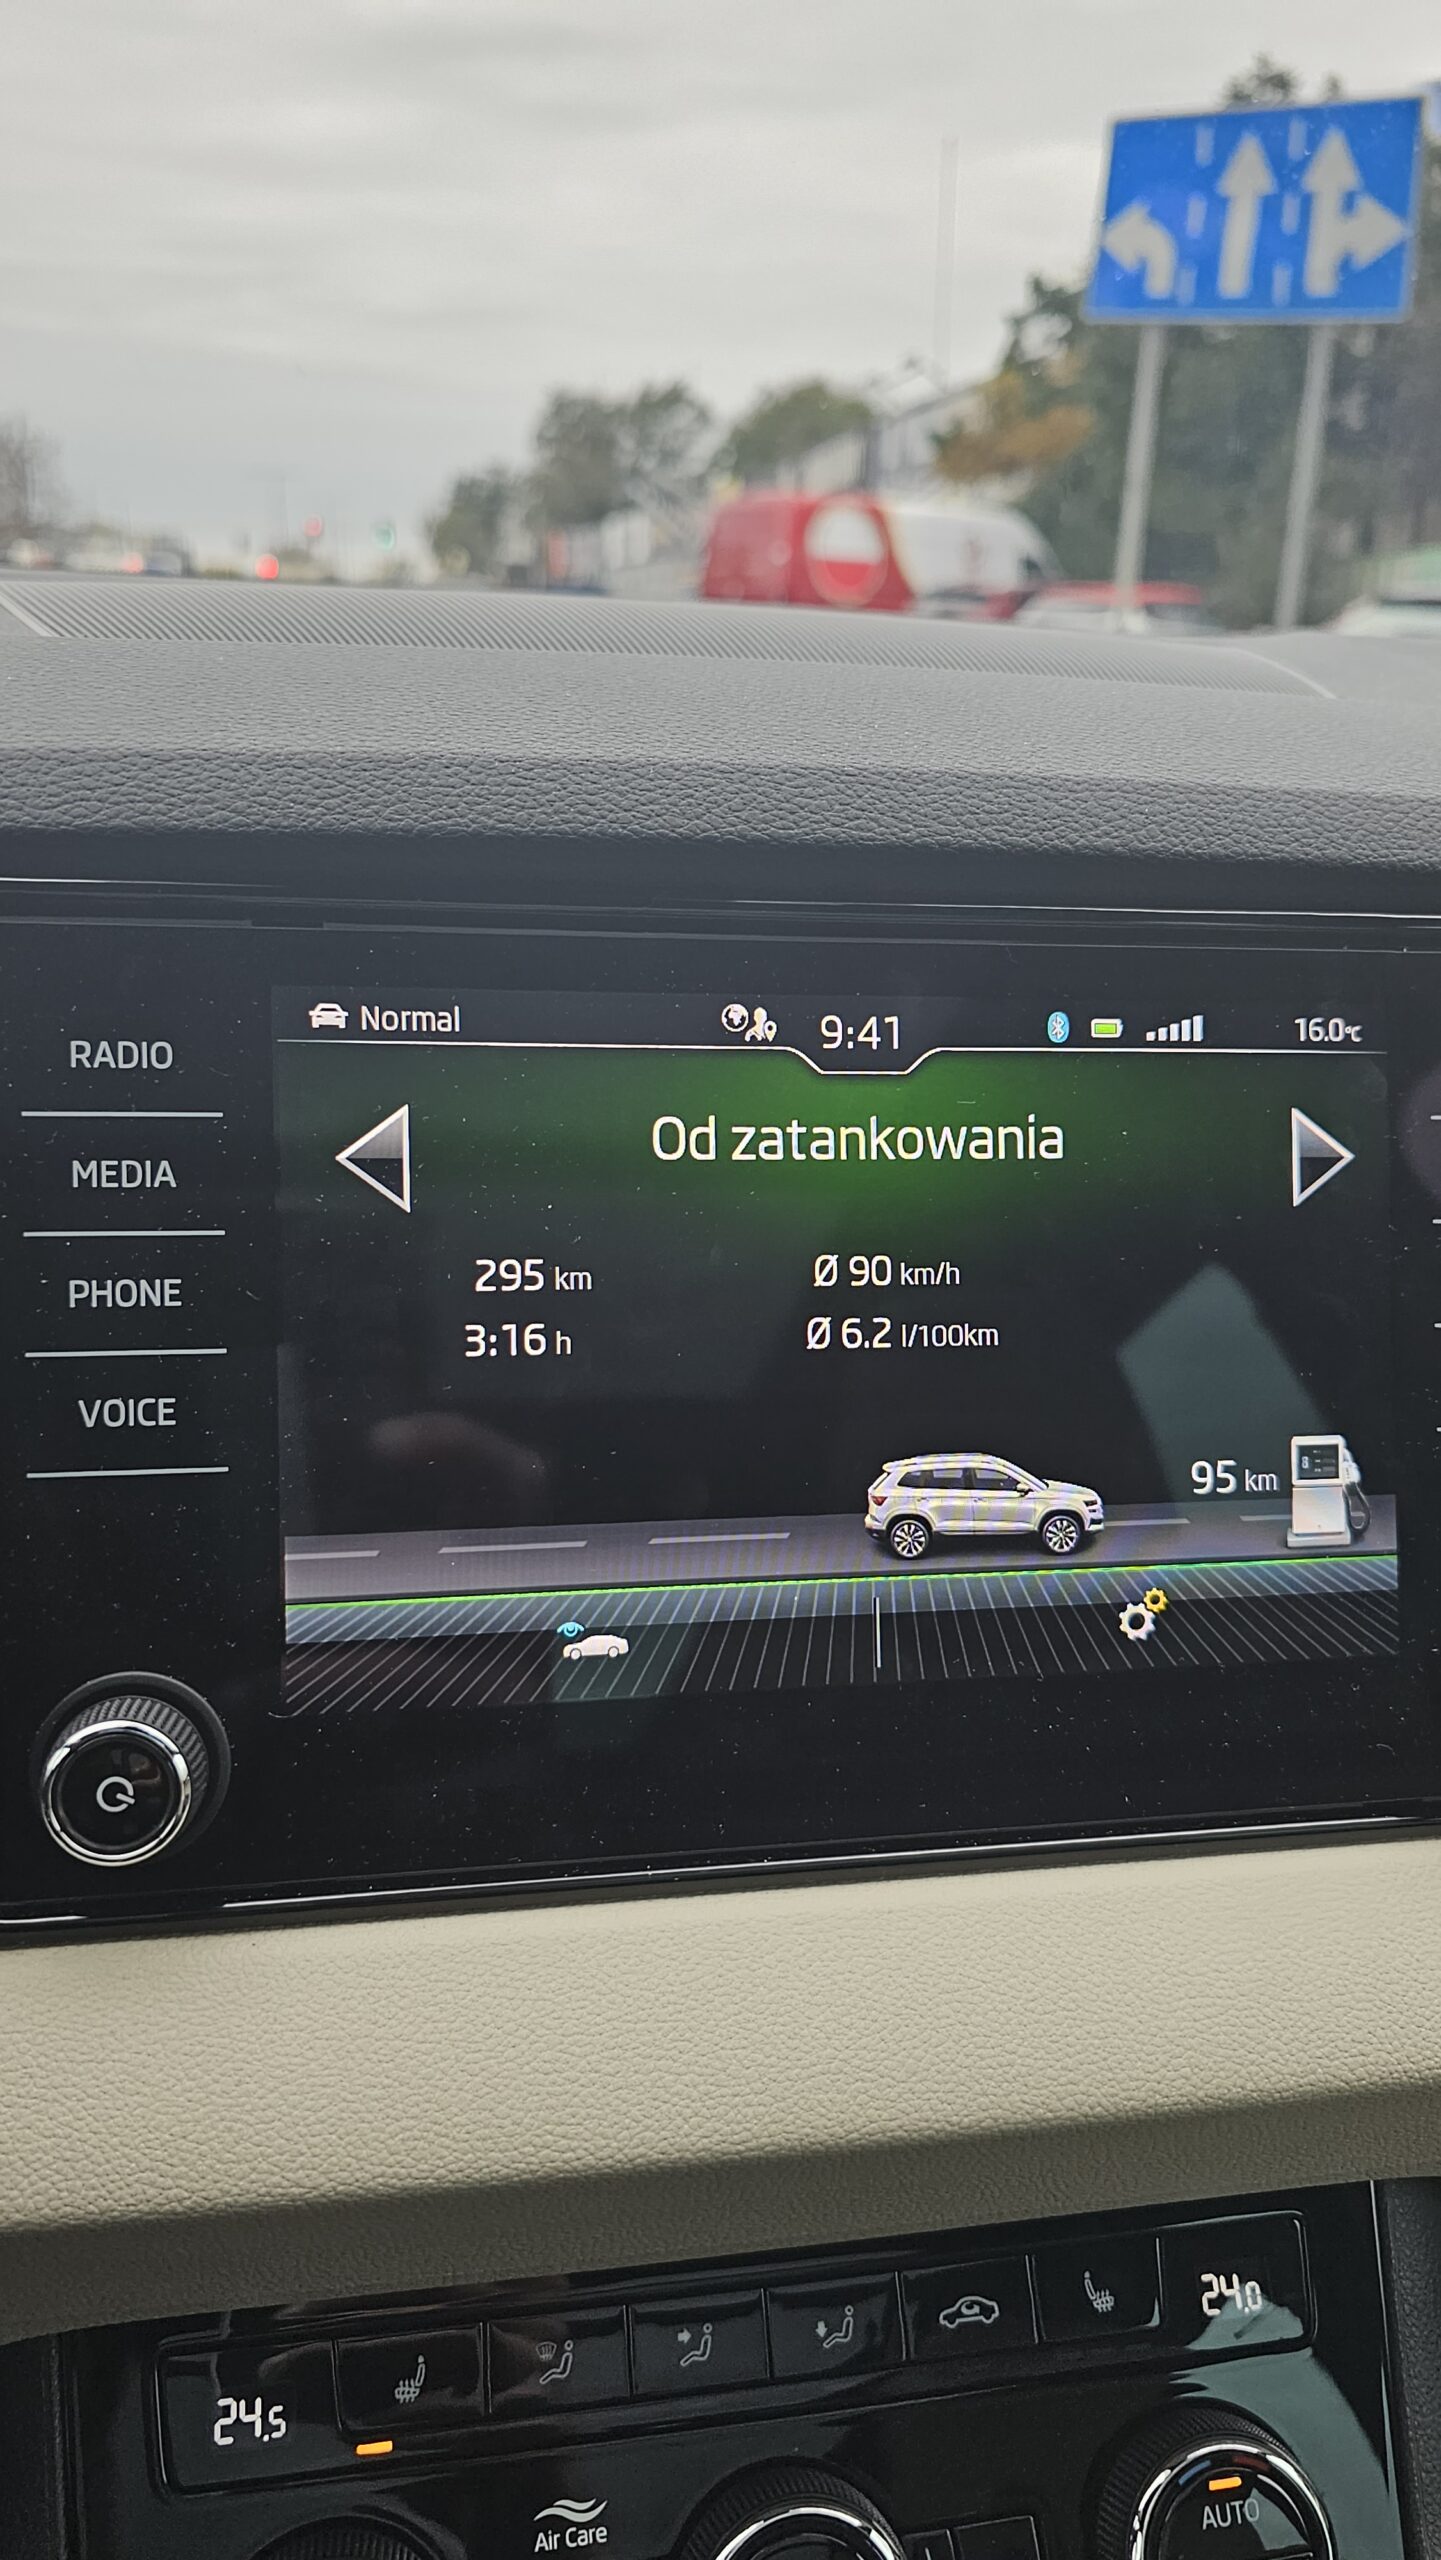 Normal
9:41
16.0°C
RADIO
MEDIA
PHONE
VOICE
Od zatankowania
295 km
Ø 90 km/h
3:16 h
Ø 6.2 l/100km
95 km
24.5
24.0
Air Care
AUTO